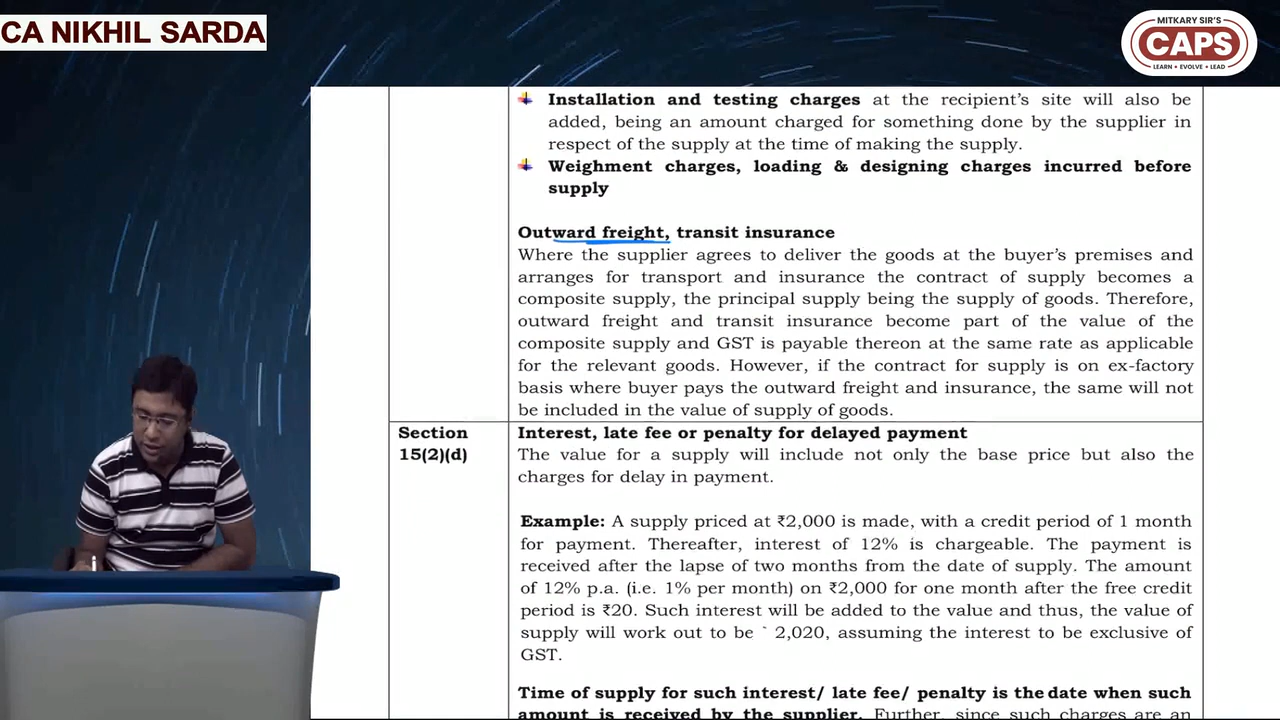 CA NIKHIL SARDA
MITKARY SIR'S
CAPS
LEARN • EVOLVE • LEAD
Installation and testing charges at the recipient's site will also be
added, being an amount charged for something done by the supplier in
respect of the supply at the time of making the supply.
Weighment charges, loading & designing charges incurred before
supply
Outward freight, transit insurance
Where the supplier agrees to deliver the goods at the buyer's premises and
arranges for transport and insurance the contract of supply becomes a
composite supply, the principal supply being the supply of goods. Therefore,
outward freight and transit insurance become part of the value of the
composite supply and GST is payable thereon at the same rate as applicable
for the relevant goods. However, if the contract for supply is on ex-factory
basis where buyer pays the outward freight and insurance, the same will not
be included in the value of supply of goods.
Section
15(2)(d)
Interest, late fee or penalty for delayed payment
The value for a supply will include not only the base price but also the
charges for delay in payment.
Example: A supply priced at ₹2,000 is made, with a credit period of 1 month
for payment. Thereafter, interest of 12% is chargeable. The payment is
received after the lapse of two months from the date of supply. The amount
of 12% p.a. (i.e. 1% per month) on ₹2,000 for one month after the free credit
period is ₹20. Such interest will be added to the value and thus, the value of
supply will work out to be ` 2,020, assuming the interest to be exclusive of
GST.
Time of supply for such interest/ late fee/ penalty is the date when such
amount is received by the supplier. Further, since such charges are an